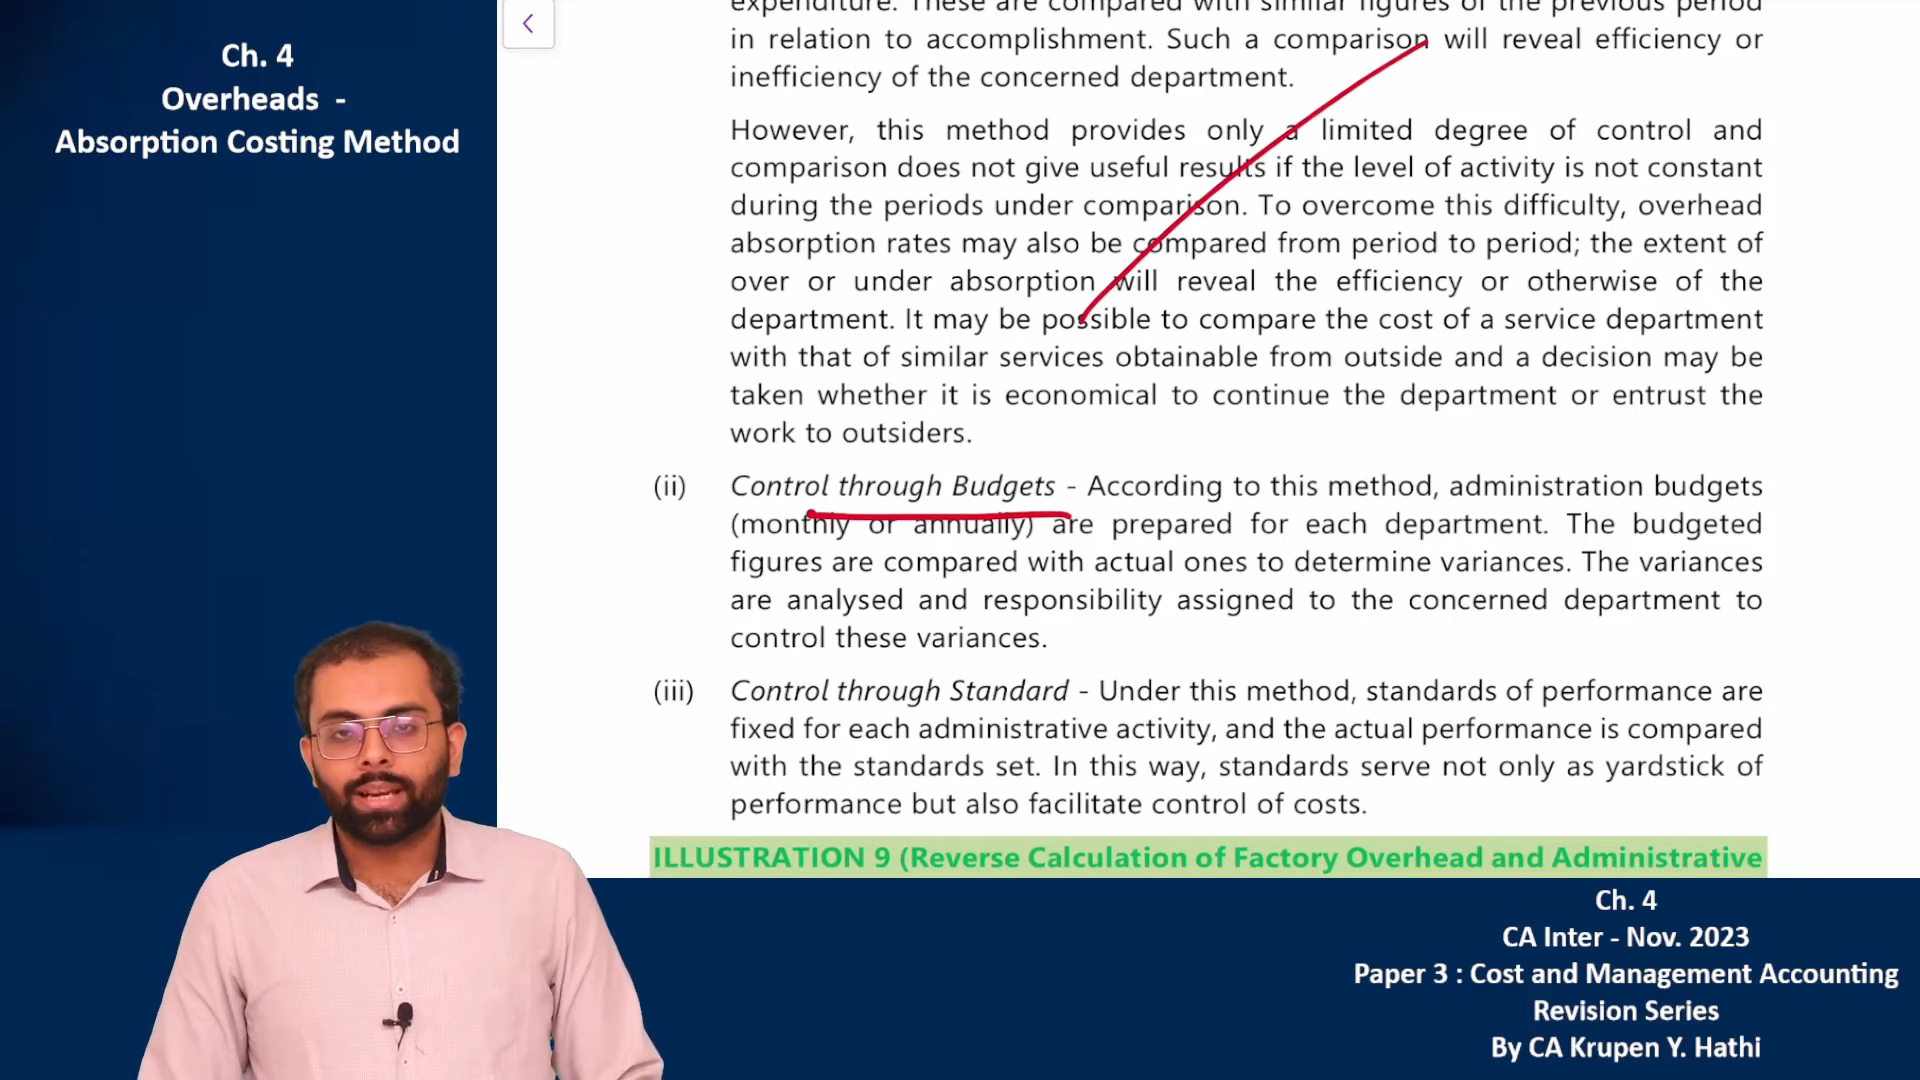 Ch. 4
Overheads -
Absorption Costing Method
expenditure. These are compared with similar figures of the previous period
in relation to accomplishment. Such a comparison will reveal efficiency or
inefficiency of the concerned department.
However, this method provides only a limited degree of control and
comparison does not give useful results if the level of activity is not constant
during the periods under comparison. To overcome this difficulty, overhead
absorption rates may also be compared from period to period; the extent of
over or under absorption will reveal the efficiency or otherwise of the
department. It may be possible to compare the cost of a service department
with that of similar services obtainable from outside and a decision may be
taken whether it is economical to continue the department or entrust the
work to outsiders.
(ii) Control through Budgets - According to this method, administration budgets
(monthly or annually) are prepared for each department. The budgeted
figures are compared with actual ones to determine variances. The variances
are analysed and responsibility assigned to the concerned department to
control these variances.
(iii) Control through Standard - Under this method, standards of performance are
fixed for each administrative activity, and the actual performance is compared
with the standards set. In this way, standards serve not only as yardstick of
performance but also facilitate control of costs.
ILLUSTRATION 9 (Reverse Calculation of Factory Overhead and Administrative
Ch. 4
CA Inter - Nov. 2023
Paper 3 : Cost and Management Accounting
Revision Series
By CA Krupen Y. Hathi